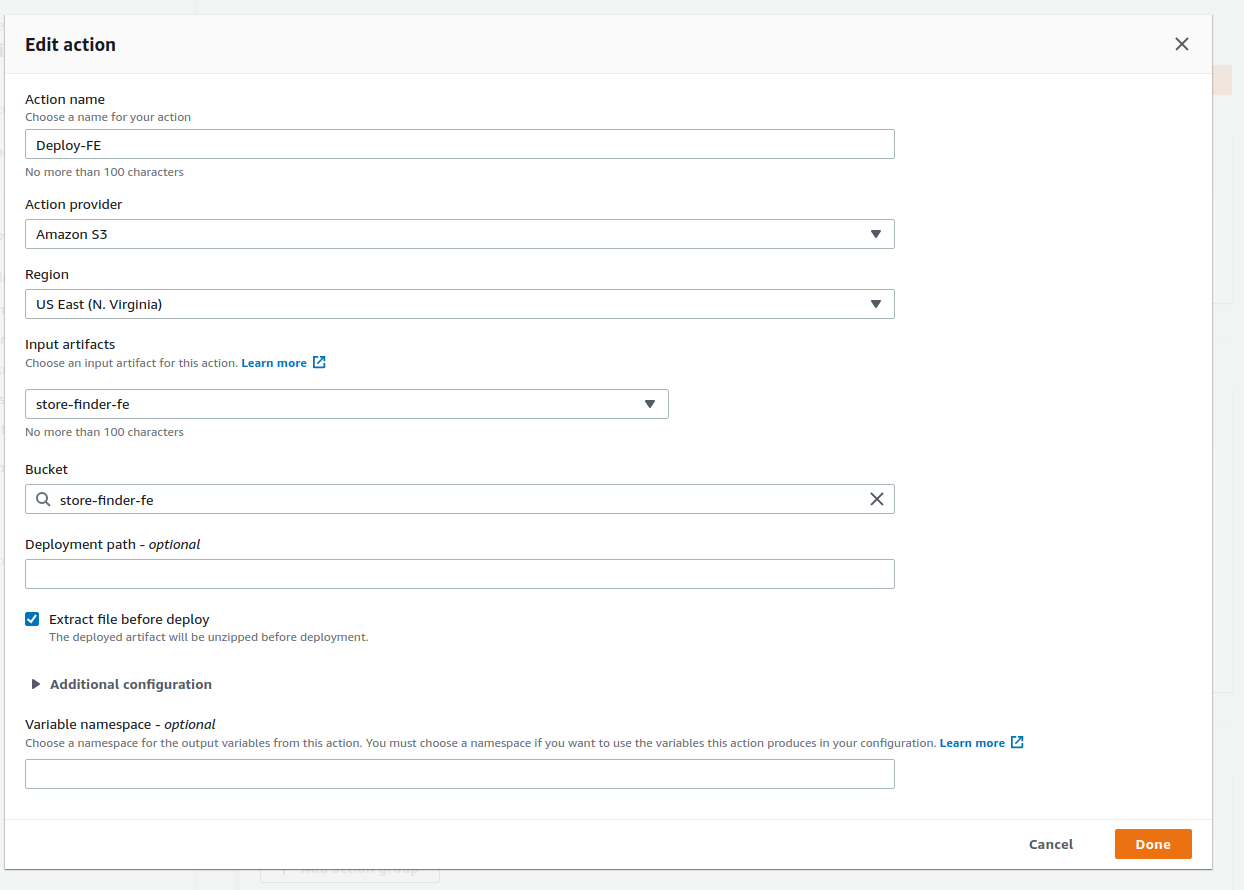 Edit action
Action name
Choose a name for your action
Deploy-FE
No more than 100 characters
Action provider
Amazon S3
Region
US East (N. Virginia)
Input artifacts
Choose an input artifact for this action. Learn more
store-finder-fe
No more than 100 characters
Bucket
store-finder-fe
Deployment path - optional
Extract file before deploy
The deployed artifact will be unzipped before deployment.
Additional configuration
Variable namespace - optional
Choose a namespace for the output variables from this action. You must choose a namespace if you want to use the variables this action produces in your configuration. Learn more
Cancel
Done
Add action group